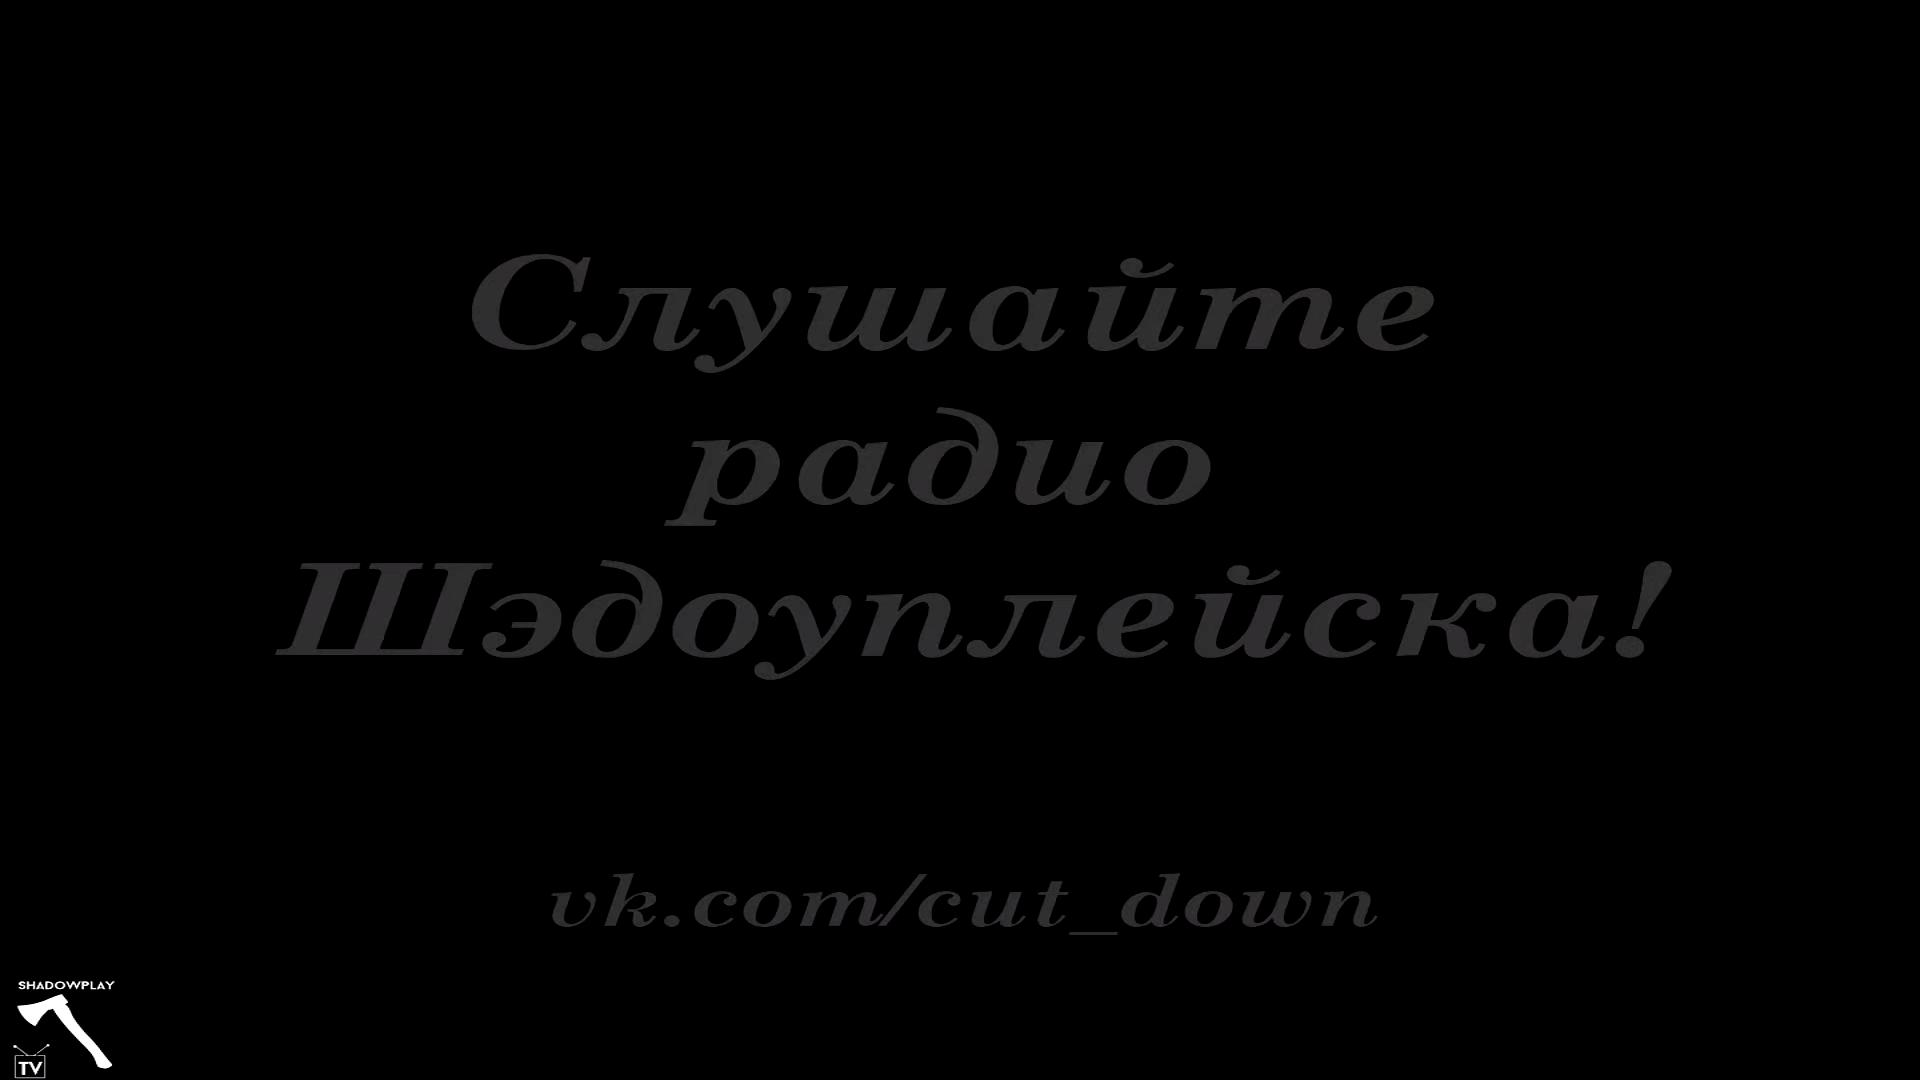 Слушайте
радио
Шэдоуплейска!
vk.com/cut_down
SHADOWPLAY
TV